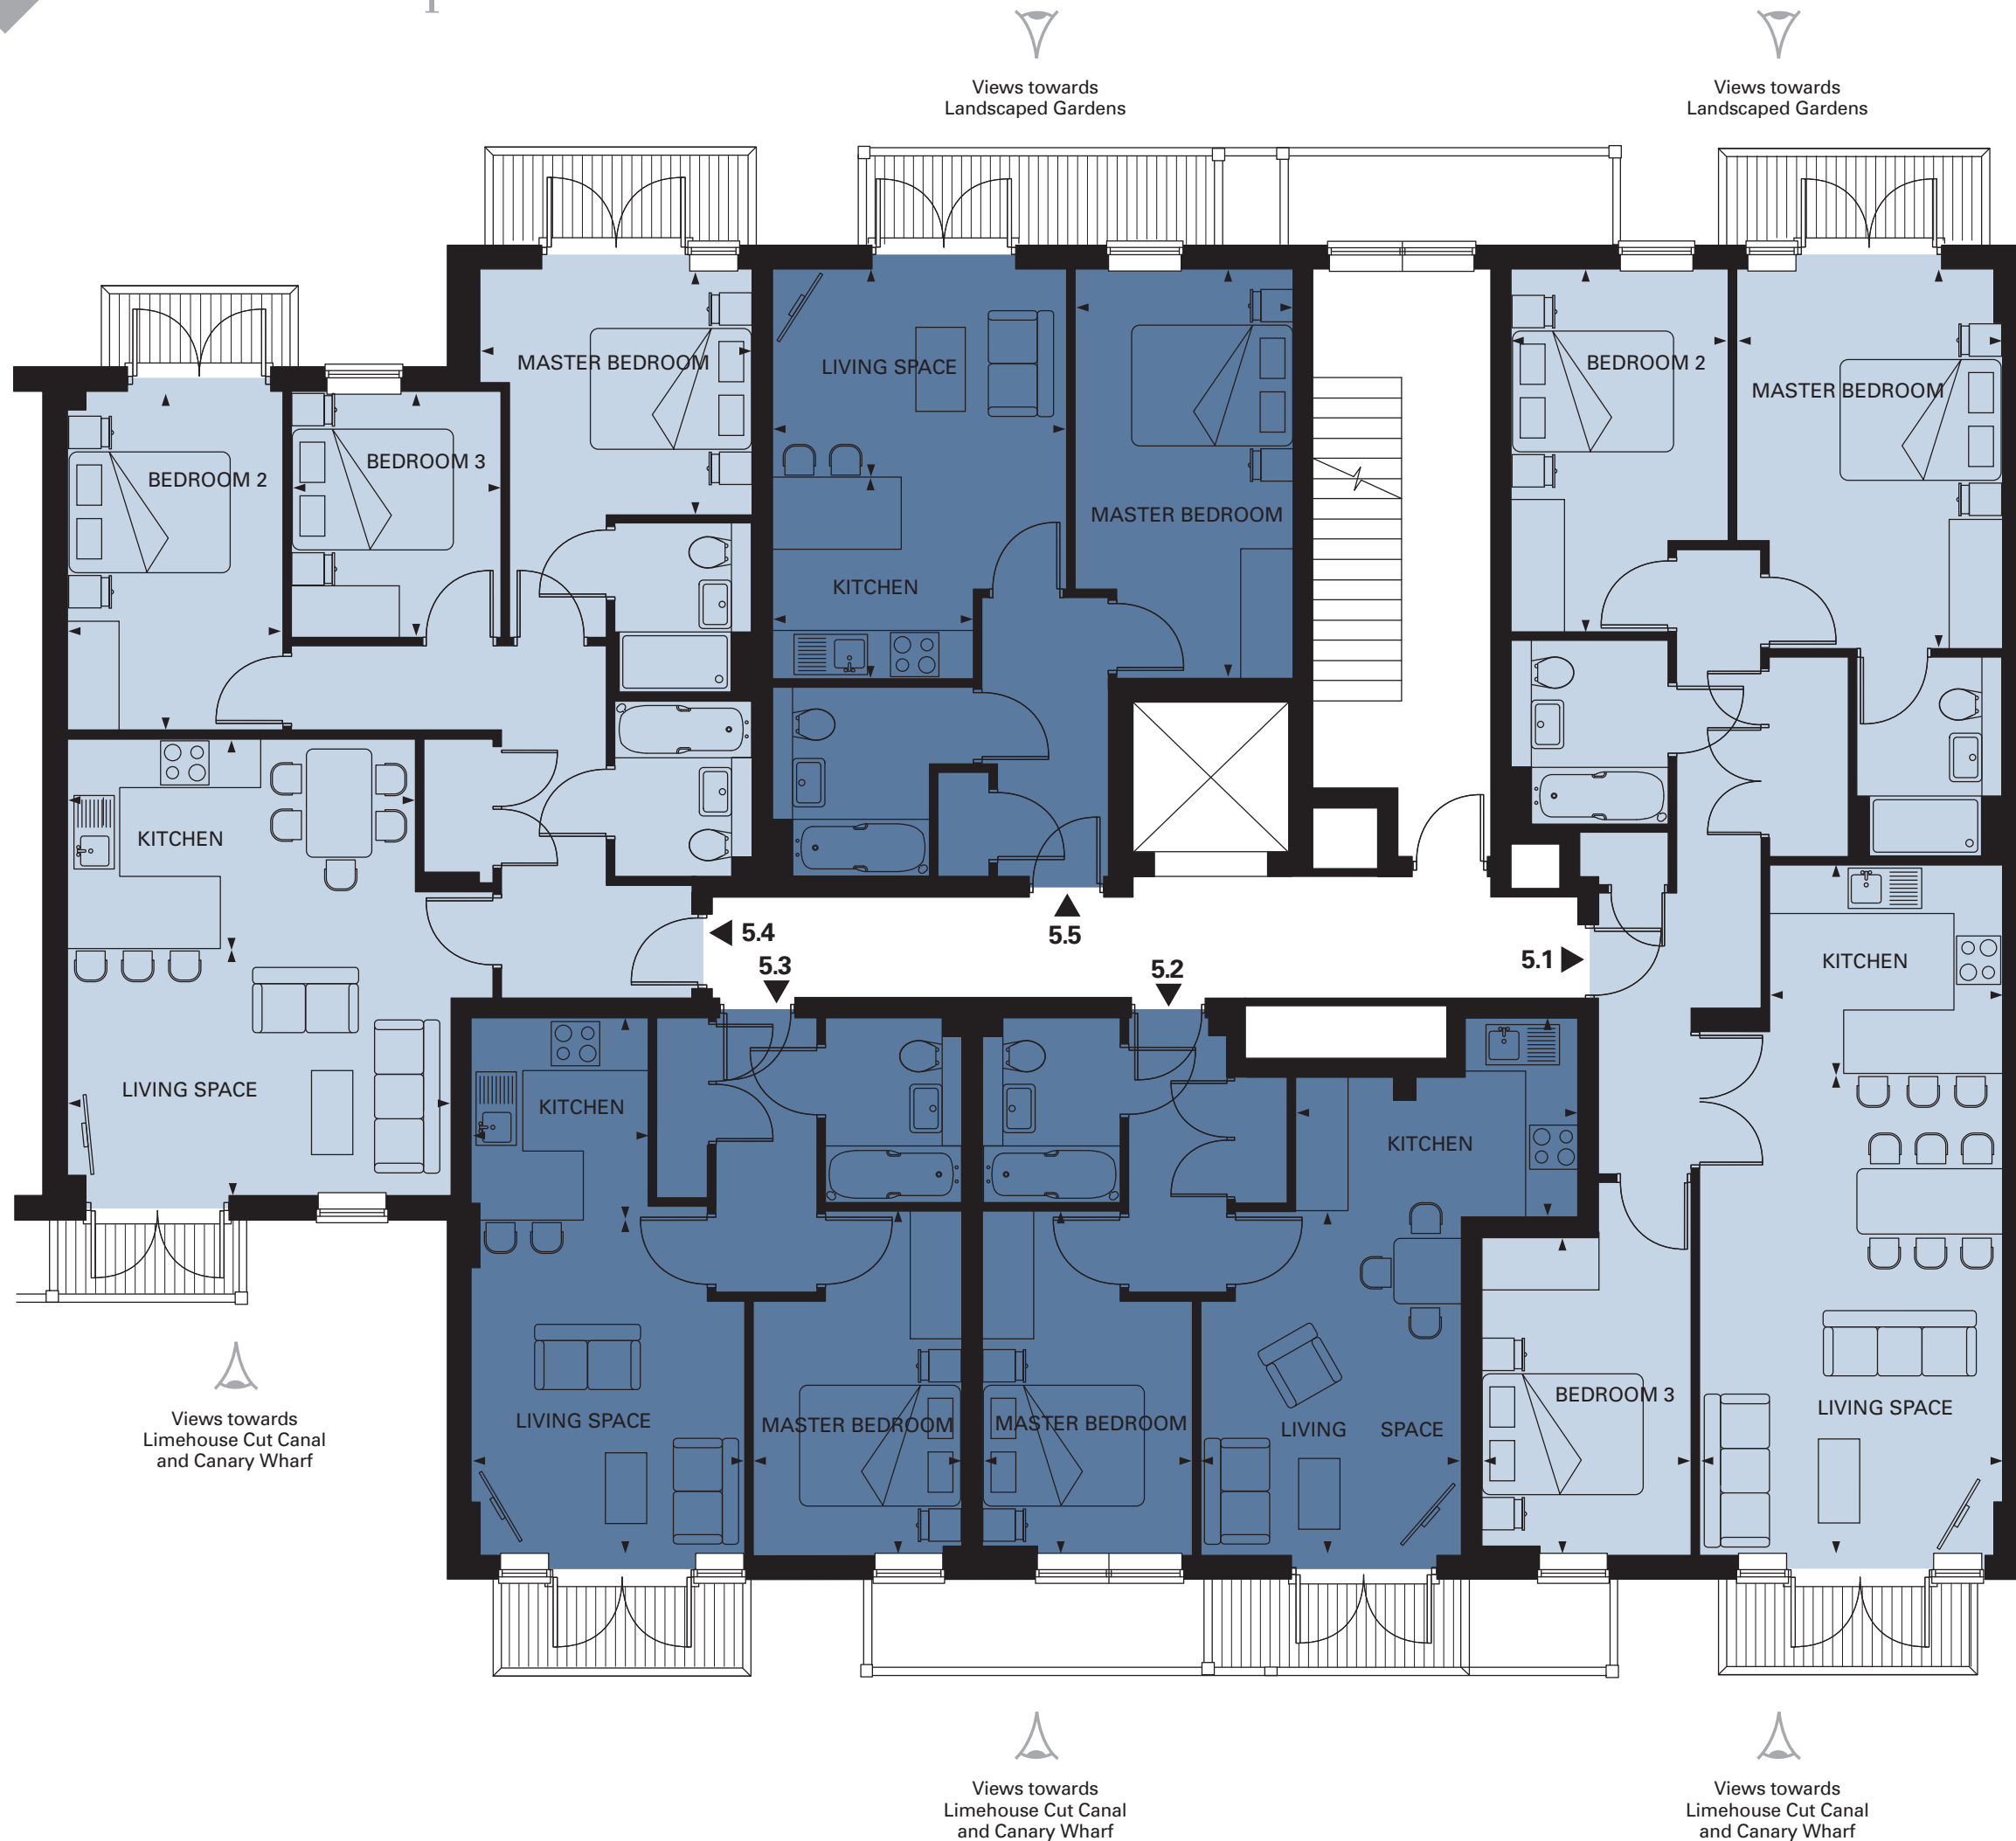 Views towards
Landscaped Gardens
Views towards
Landscaped Gardens
MASTER BEDROOM
LIVING SPACE
BEDROOM 2
MASTER BEDROOM
BEDROOM 3
BEDROOM 2
MASTER BEDROOM
KITCHEN
KITCHEN
5.4
5.5
5.3
5.2
5.1
KITCHEN
LIVING SPACE
KITCHEN
KITCHEN
BEDROOM 3
LIVING SPACE
LIVING SPACE
MASTER BEDROOM
MASTER BEDROOM
LIVING SPACE
Views towards
Limehouse Cut Canal
and Canary Wharf
Views towards
Limehouse Cut Canal
and Canary Wharf
Views towards
Limehouse Cut Canal
and Canary Wharf